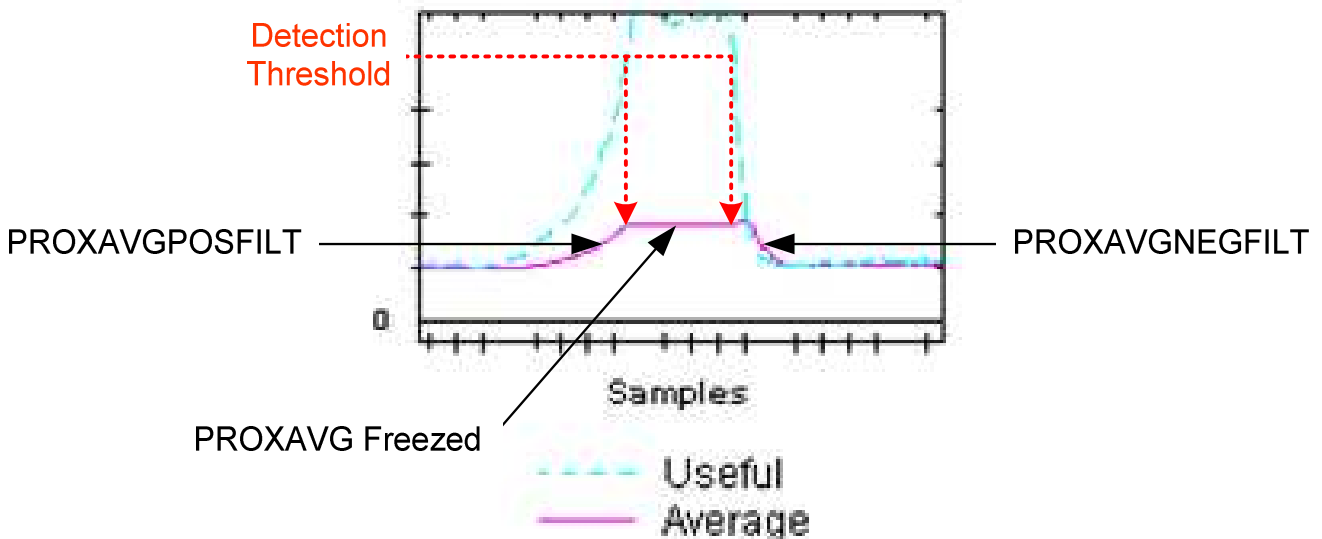 Detection
Threshold
PROXAVGPOSFILT
PROXAVGNEGFILT
0
Samples
PROXAVG Freezed
Useful
Average